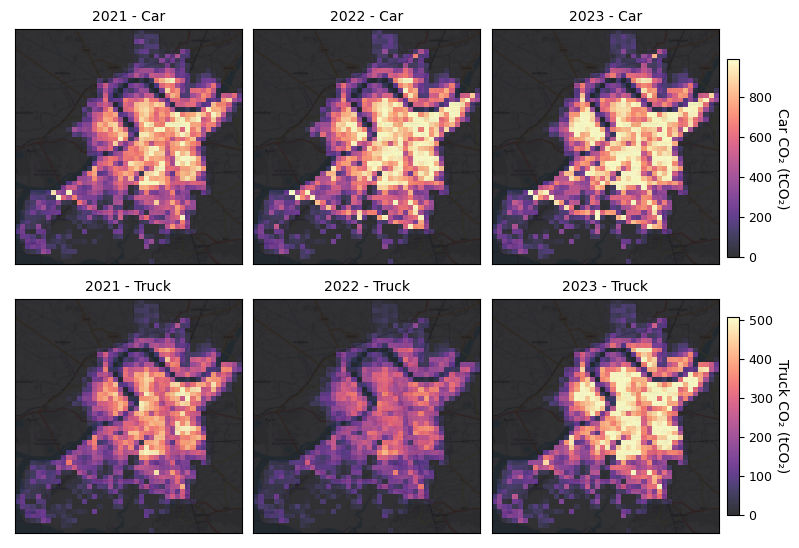 2021 - Car
2022 - Car
2023 - Car
800
600
400
200
0
Car CO₂ (tCO₂)
2021 - Truck
2022 - Truck
2023 - Truck
500
400
300
200
100
0
Truck CO₂ (tCO₂)